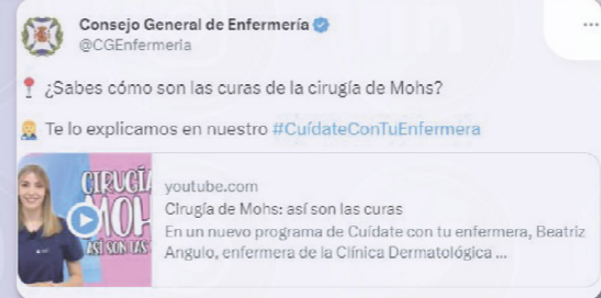 Consejo General de Enfermería
@CGEnfermeria
¿Sabes cómo son las curas de la cirugía de Mohs?
Te lo explicamos en nuestro #CuídateConTuEnfermera
CIRUGÍA
MOH
ASÍ SON LAS
youtube.com
Cirugía de Mohs: así son las curas
En un nuevo programa de Cuídate con tu enfermera, Beatriz
Angulo, enfermera de la Clínica Dermatológica ...